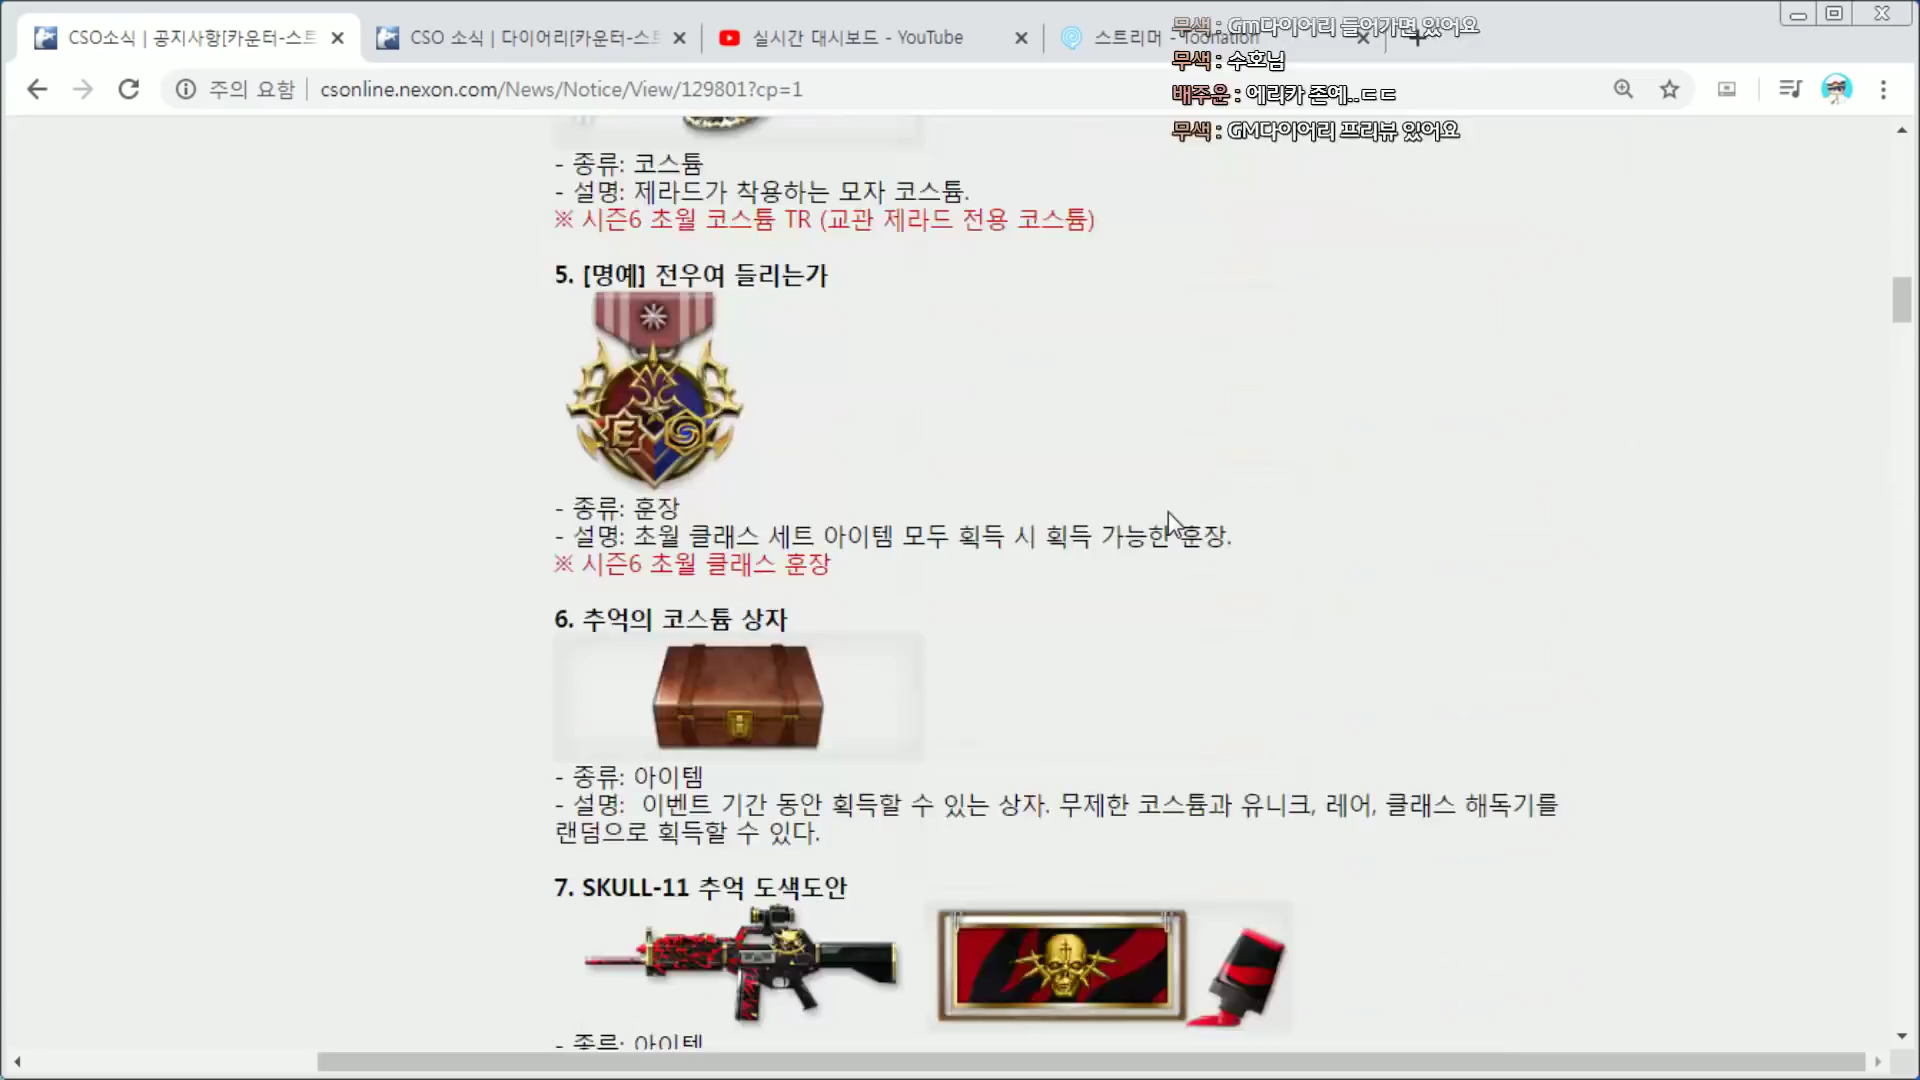 CSO소식 | 공지사항[카운터-스트
CSO 소식 | 다이어리[카운터-스트
실시간 대시보드 - YouTube
스트리머 - Toonation
무색 : Gm다이어리 들어가면 있어요
무색 : 수호님
배주운 : 에리카 존예..ㄷㄷ
무색 : GM다이어리 프리뷰 있어요
주의 요함
csonline.nexon.com/News/Notice/View/129801?cp=1
- 종류: 코스튬
- 설명: 제라드가 착용하는 모자 코스튬.
※ 시즌6 초월 코스튬 TR (교관 제라드 전용 코스튬)
5. [명예] 전우여 들리는가
E
- 종류: 훈장
- 설명: 초월 클래스 세트 아이템 모두 획득 시 획득 가능한 훈장.
※ 시즌6 초월 클래스 훈장
6. 추억의 코스튬 상자
- 종류: 아이템
- 설명:  이벤트 기간 동안 획득할 수 있는 상자. 무제한 코스튬과 유니크, 레어, 클래스 해독기를
랜덤으로 획득할 수 있다.
7. SKULL-11 추억 도색도안
- 종류: 아이템